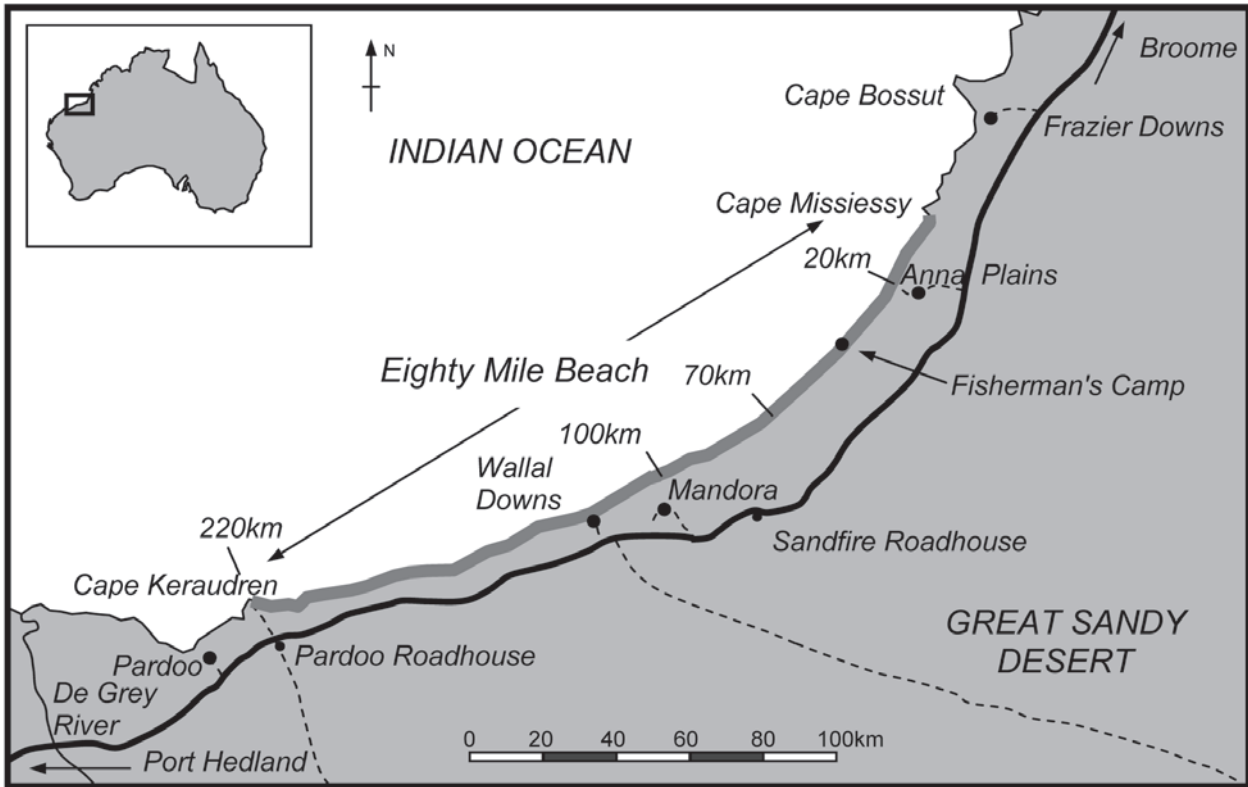 N
Broome
Cape Bossut
Frazier Downs
INDIAN OCEAN
Cape Missiessy
20km
Anna Plains
Eighty Mile Beach
70km
Fisherman's Camp
100km
Wallal
Downs
Mandora
220km
Sandfire Roadhouse
Cape Keraudren
GREAT SANDY
DESERT
Pardoo
Pardoo Roadhouse
De Grey
River
0 20 40 60 80 100km
Port Hedland